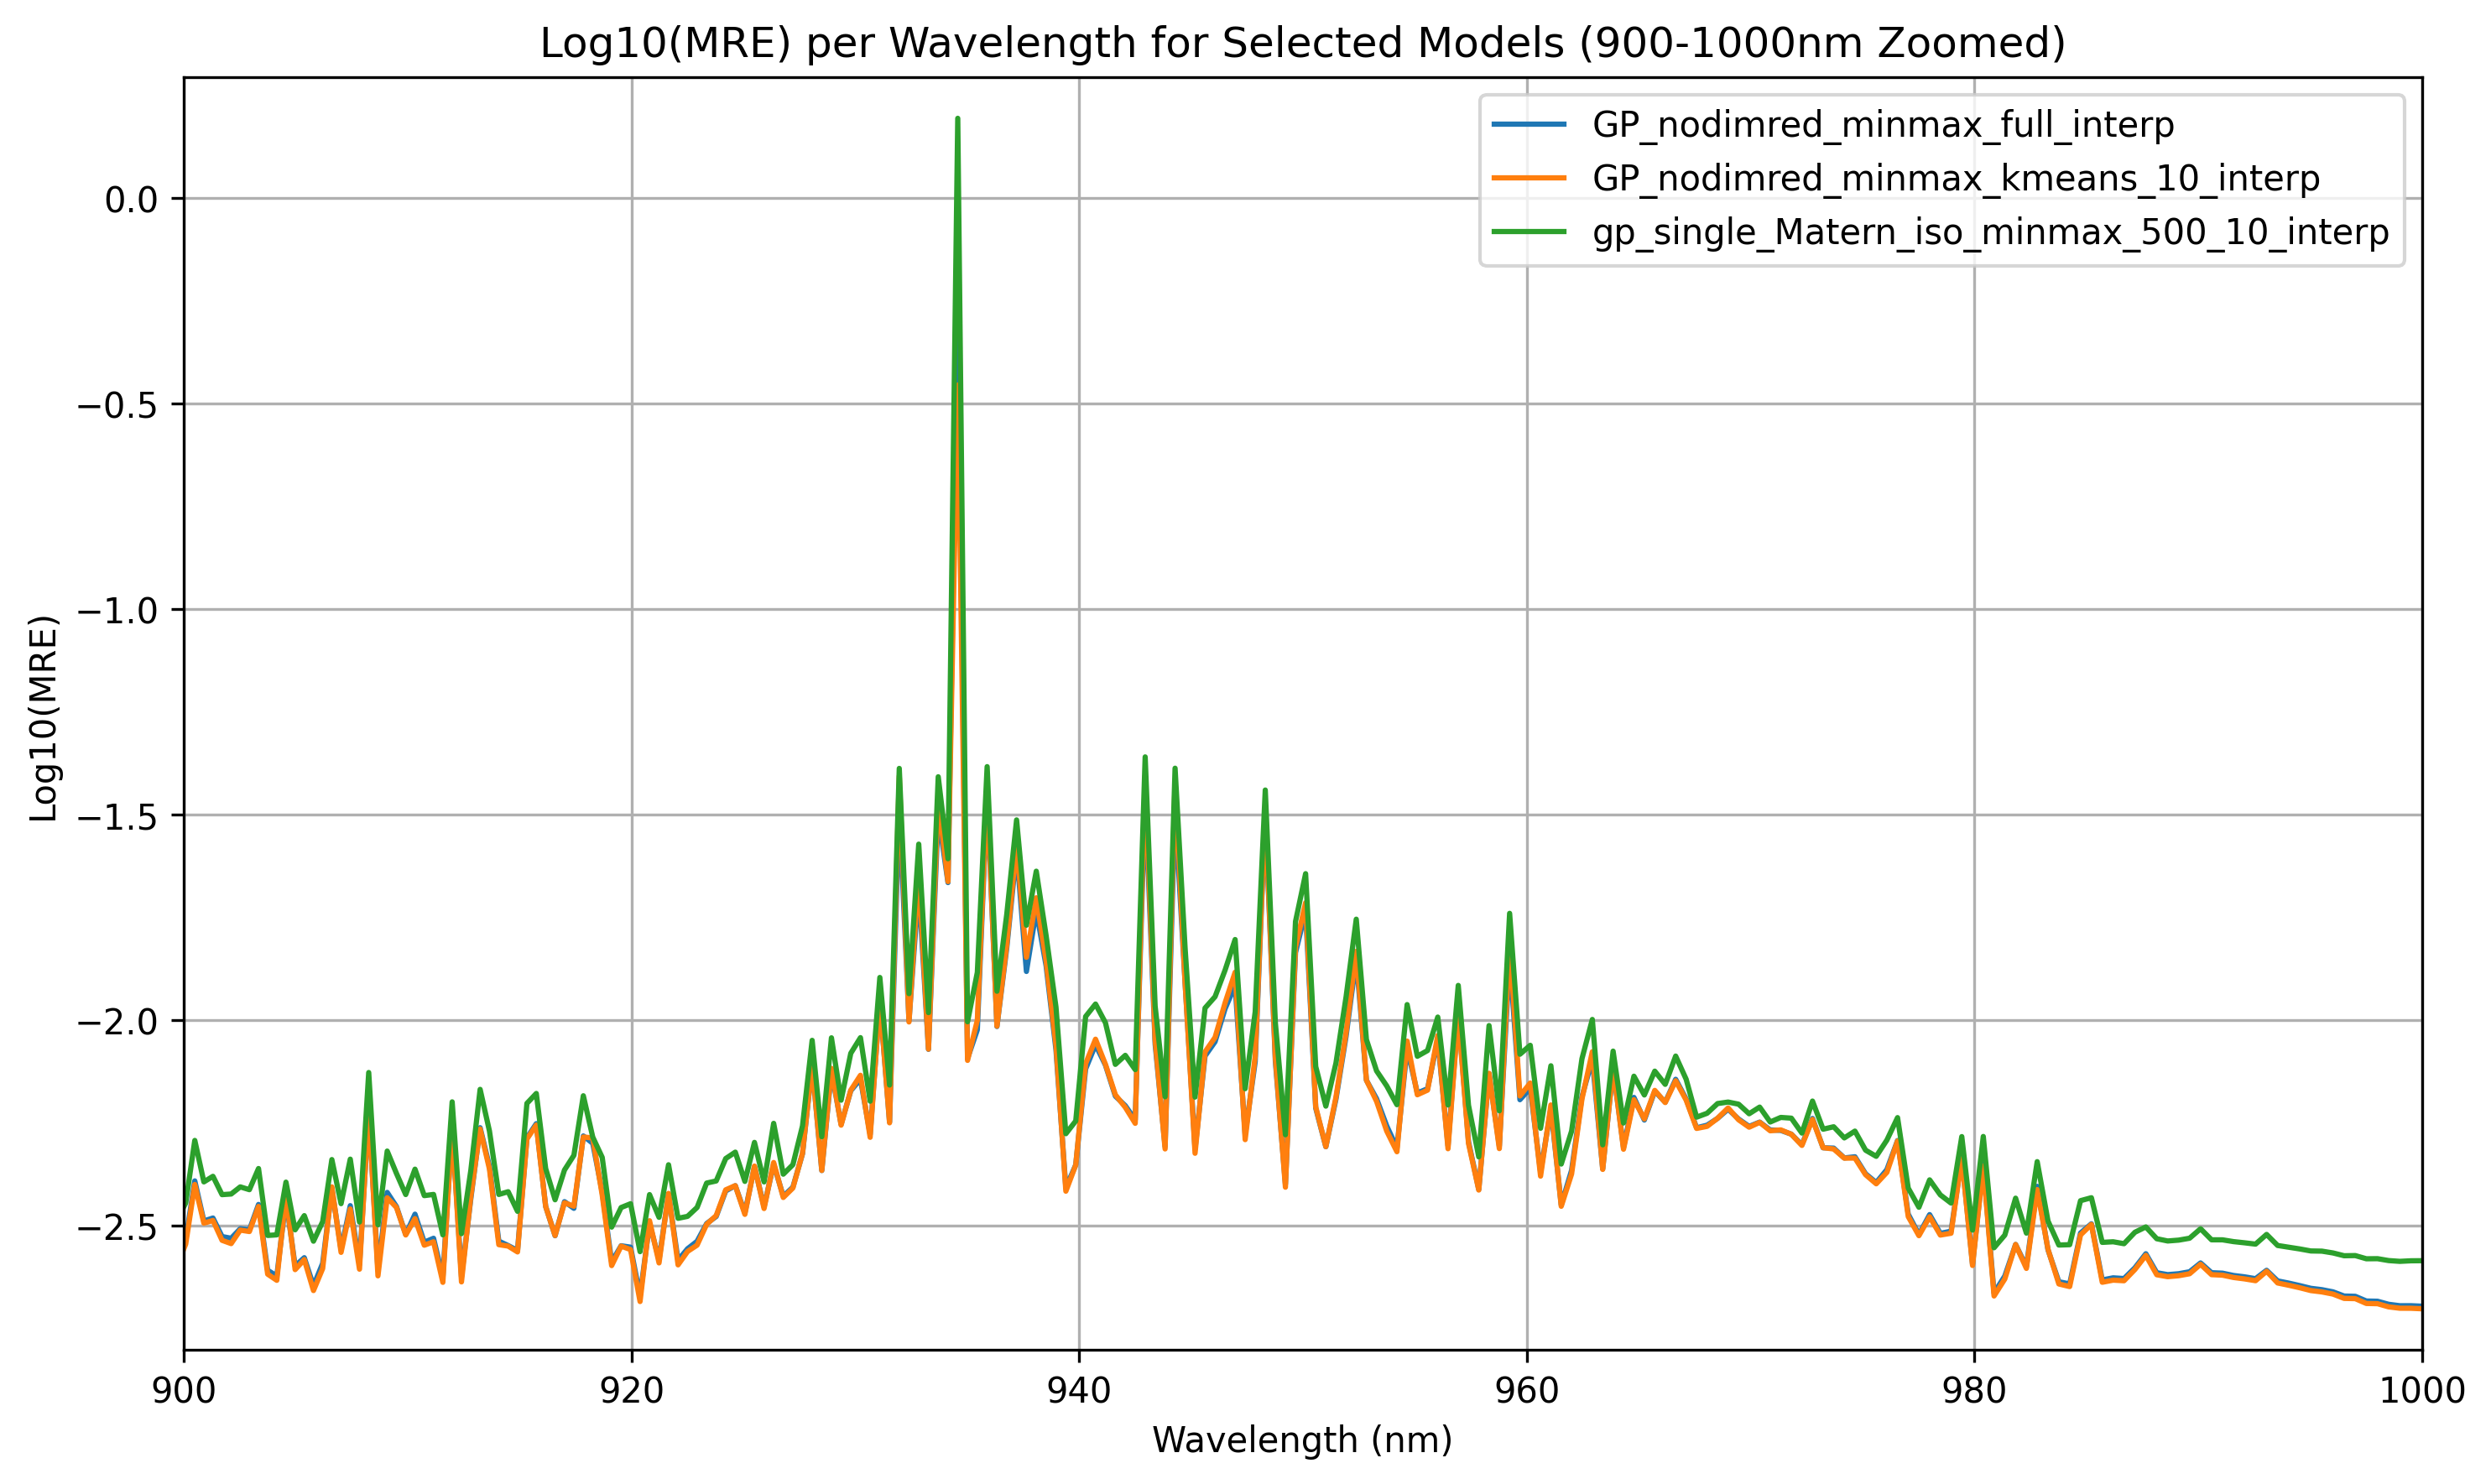 Log10(MRE) per Wavelength for Selected Models (900-1000nm Zoomed)
GP_nodimred_minmax_full_interp
GP_nodimred_minmax_kmeans_10_interp
gp_single_Matern_iso_minmax_500_10_interp
0.0
−0.5
−1.0
−1.5
−2.0
−2.5
Log10(MRE)
900 920 940 960 980 1000
Wavelength (nm)